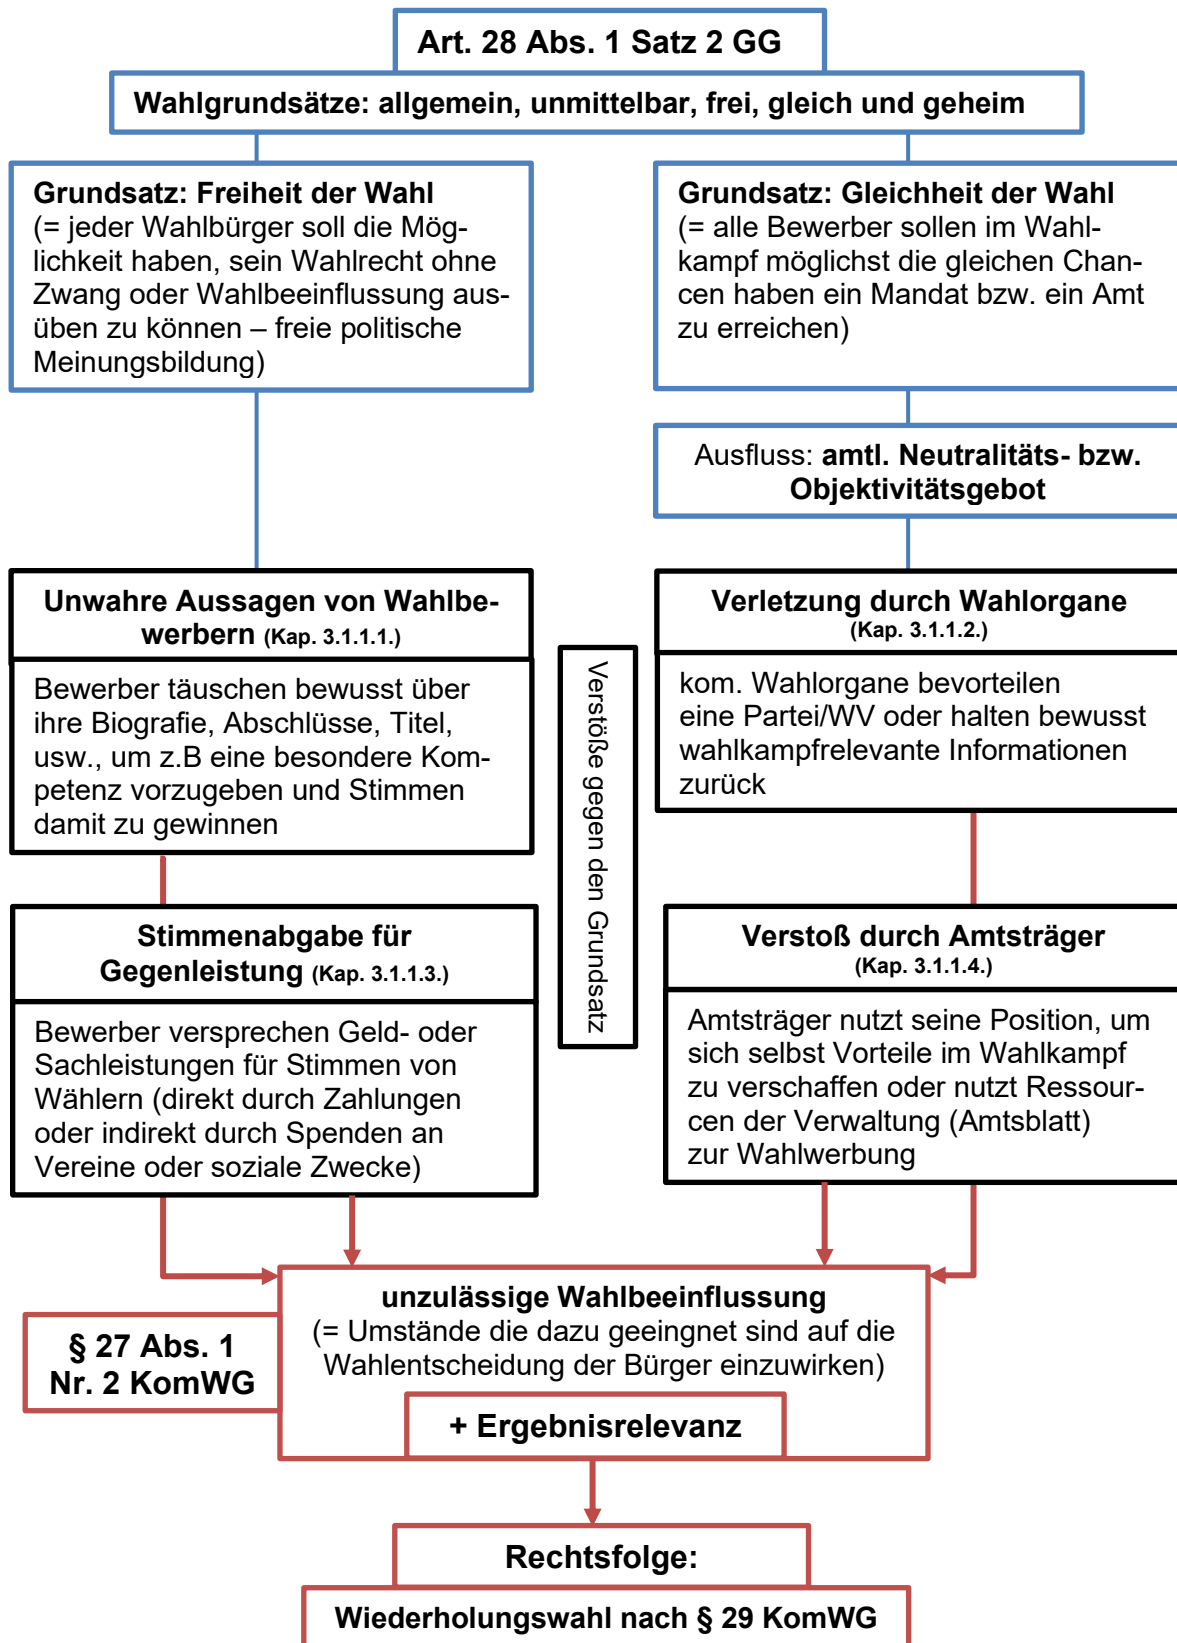 Art. 28 Abs. 1 Satz 2 GG
Wahlgrundsätze: allgemein, unmittelbar, frei, gleich und geheim
Grundsatz: Freiheit der Wahl
(= jeder Wahlbürger soll die Mög-
lichkeit haben, sein Wahlrecht ohne
Zwang oder Wahlbeeinflussung aus-
üben zu können – freie politische
Meinungsbildung)
Grundsatz: Gleichheit der Wahl
(= alle Bewerber sollen im Wahl-
kampf möglichst die gleichen Chan-
cen haben ein Mandat bzw. ein Amt
zu erreichen)
Ausfluss: amtl. Neutralitäts- bzw.
Objektivitätsgebot
Unwahre Aussagen von Wahlbe-
werbern (Kap. 3.1.1.1.)
Bewerber täuschen bewusst über
ihre Biografie, Abschlüsse, Titel,
usw., um z.B eine besondere Kom-
petenz vorzugeben und Stimmen
damit zu gewinnen
Verstöße gegen den Grundsatz
Verletzung durch Wahlorgane
(Kap. 3.1.1.2.)
kom. Wahlorgane bevorteilen
eine Partei/WV oder halten bewusst
wahlkampfrelevante Informationen
zurück
Stimmenabgabe für
Gegenleistung (Kap. 3.1.1.3.)
Bewerber versprechen Geld- oder
Sachleistungen für Stimmen von
Wählern (direkt durch Zahlungen
oder indirekt durch Spenden an
Vereine oder soziale Zwecke)
Verstoß durch Amtsträger
(Kap. 3.1.1.4.)
Amtsträger nutzt seine Position, um
sich selbst Vorteile im Wahlkampf
zu verschaffen oder nutzt Ressour-
cen der Verwaltung (Amtsblatt)
zur Wahlwerbung
unzulässige Wahlbeeinflussung
(= Umstände die dazu geeingnet sind auf die
Wahlentscheidung der Bürger einzuwirken)
§ 27 Abs. 1
Nr. 2 KomWG
+ Ergebnisrelevanz
Rechtsfolge:
Wiederholungswahl nach § 29 KomWG